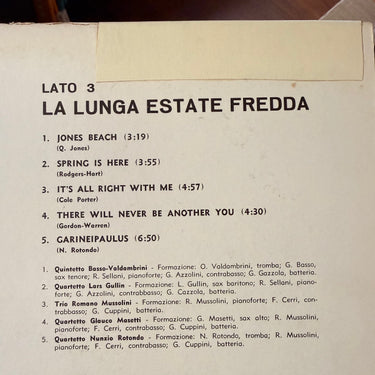 LATO 3
LA LUNGA ESTATE FREDDA
1. JONES BEACH (3:19)
(Q. Jones)
2. SPRING IS HERE (3:55)
(Rodgers-Hart)
3. IT'S ALL RIGHT WITH ME (4:57)
(Cole Porter)
4. THERE WILL NEVER BE ANOTHER YOU (4:30)
(Gordon-Warren)
5. GARINEIPAULUS (6:50)
(N. Rotondo)
1. Quintetto Basso-Valdambrini - Formazione: O. Valdambrini, tromba; G. Basso,
sax tenore; R. Sellani, pianoforte; G. Azzolini, contrabasso; G. Gazzola, batteria.
2. Quartetto Lars Gullin - Formazione: L. Gullin, sax baritono; R. Sellani, piano-
forte; G. Azzolini, contrabasso; G. Cazzola, batteria.
3. Trio Romano Mussolini - Formazione: R. Mussolini, pianoforte; F. Cerri, con-
trabbasso; G. Cuppini, batteria.
4. Quartetto Glauco Masetti - Formazione: G. Masetti, sax alto; R. Mussolini,
pianoforte; F. Cerri, contrabasso; G. Cuppini, batteria.
5. Quartetto Nunzio Rotondo - Formazione: N. Rotondo, tromba; R. Mussolini,
pianoforte; F. Cerri, contrabbasso; G. Cuppini, batteria.